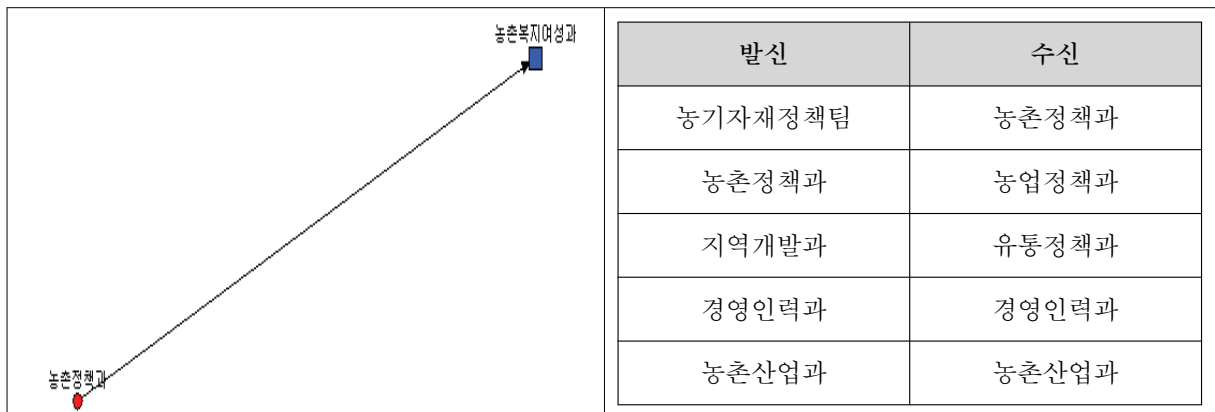 농촌복지여성과
농촌정책과
발신 수신
농기자재정책팀 농촌정책과
농촌정책과 농업정책과
지역개발과 유통정책과
경영인력과 경영인력과
농촌산업과 농촌산업과